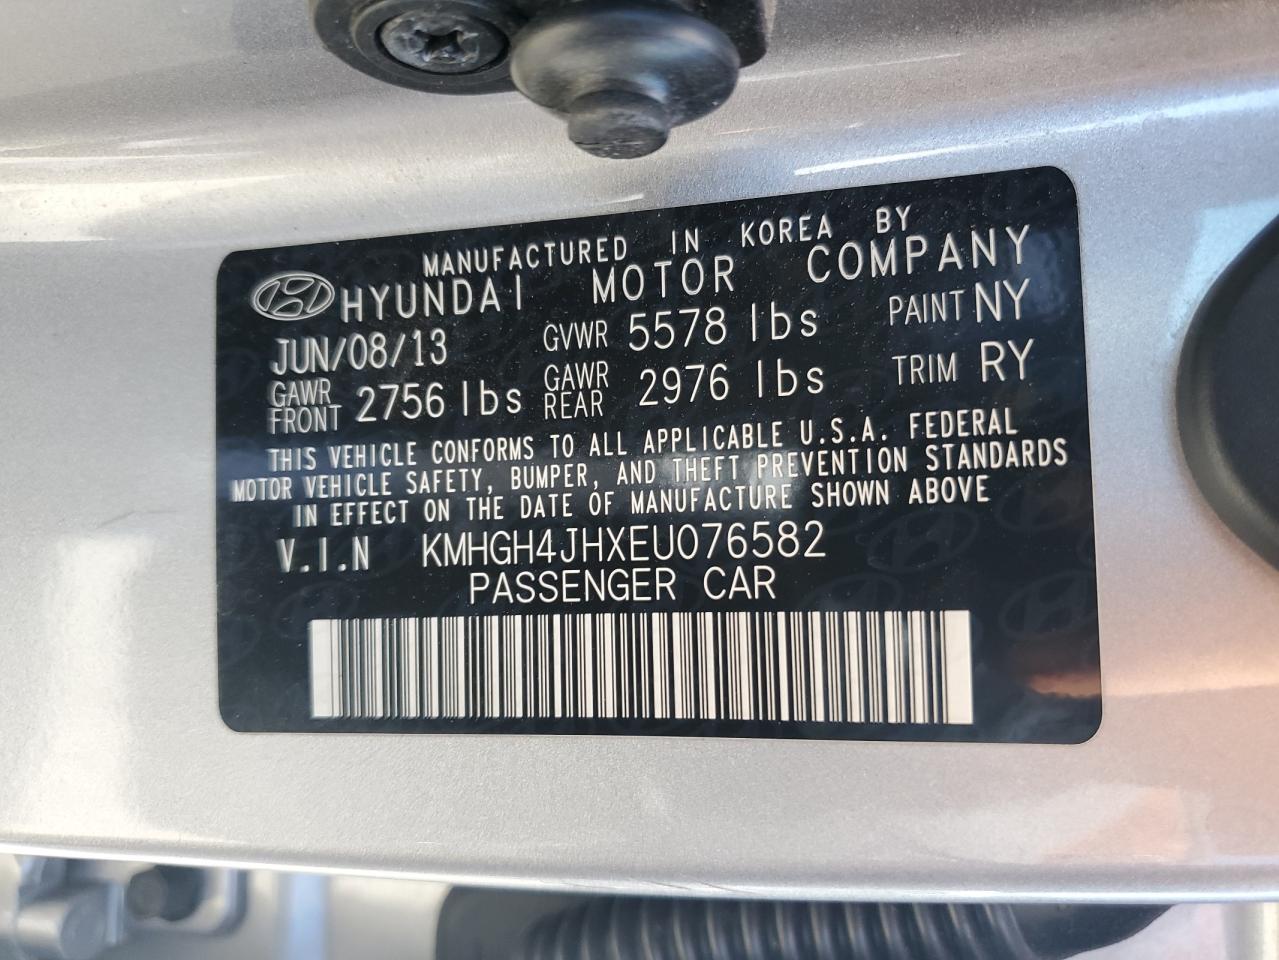 MANUFACTURED IN KOREA BY
HYUNDAI MOTOR COMPANY
JUN/08/13 GVWR 5578 lbs PAINT NY
GAWR FRONT 2756 lbs GAWR REAR 2976 lbs TRIM RY
THIS VEHICLE CONFORMS TO ALL APPLICABLE U.S.A. FEDERAL
MOTOR VEHICLE SAFETY, BUMPER, AND THEFT PREVENTION STANDARDS
IN EFFECT ON THE DATE OF MANUFACTURE SHOWN ABOVE
V.I.N KMHGH4JHXEU076582
PASSENGER CAR